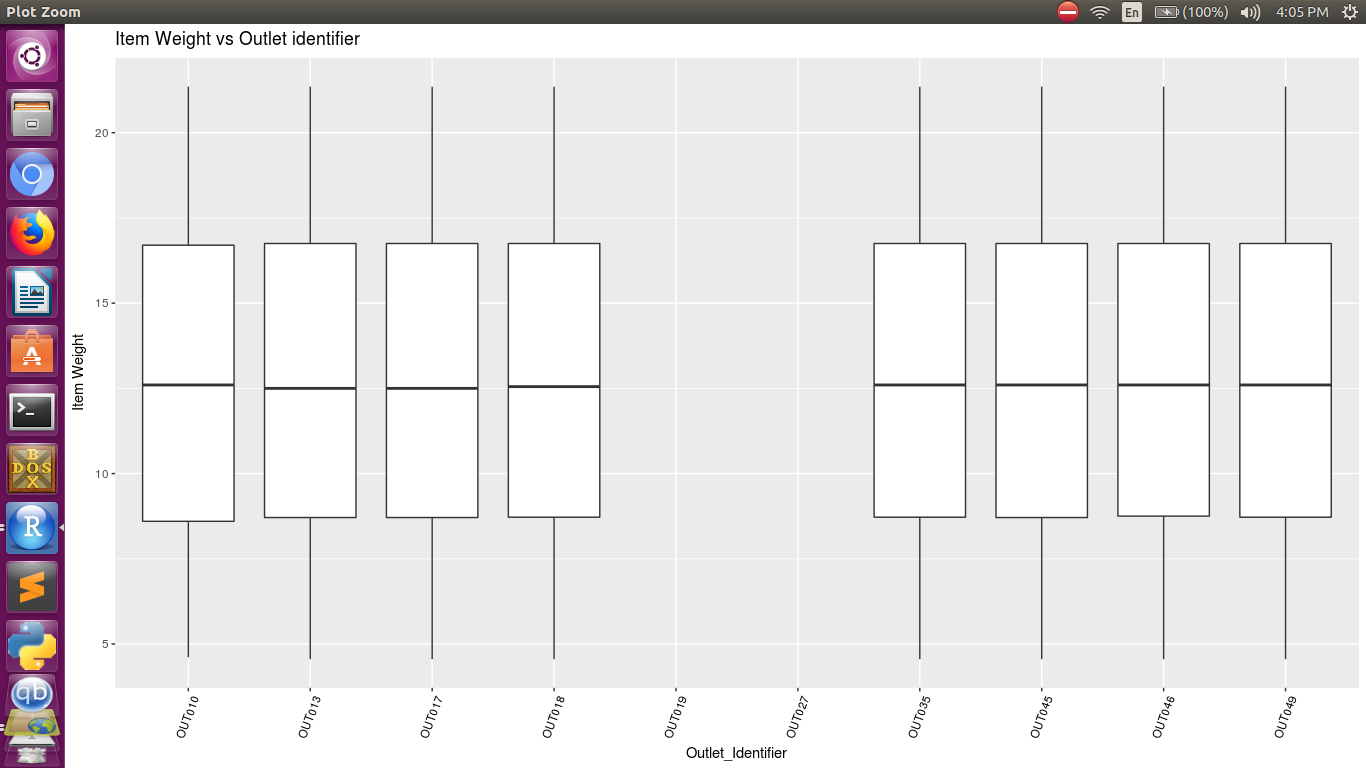 Plot Zoom
En
(100%)
4:05 PM
Item Weight vs Outlet identifier
20
15
10
5
Item Weight
OUT010
OUT013
OUT017
OUT018
OUT019
OUT027
OUT035
OUT045
OUT046
OUT049
Outlet_Identifier
A
>_
B
DOS
X
R
S
qb